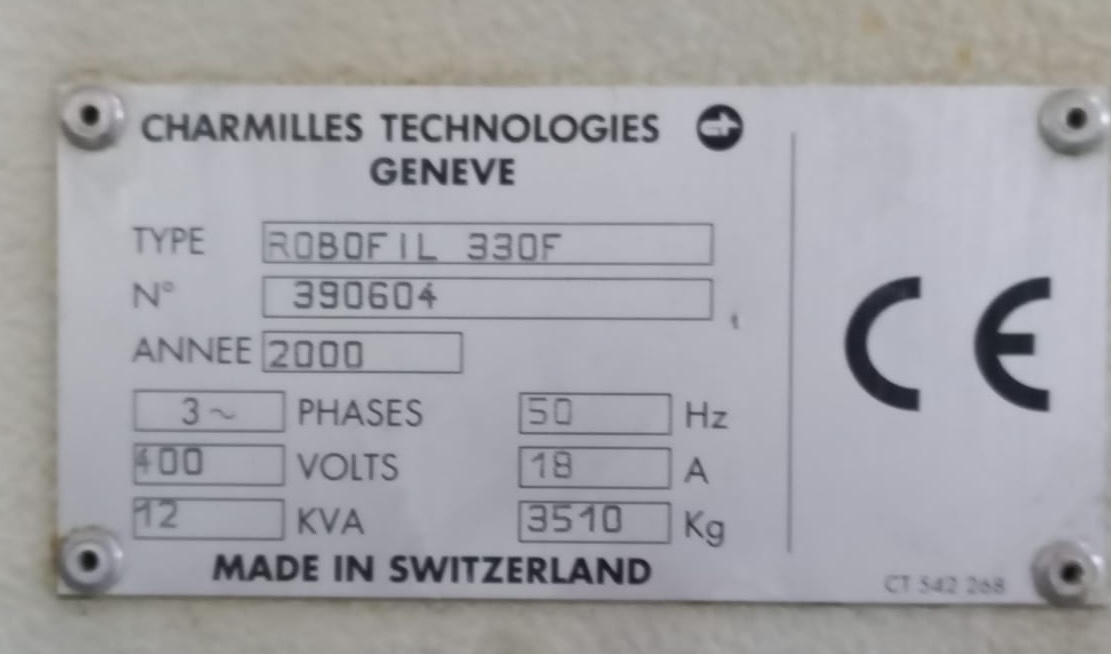 CHARMILLES TECHNOLOGIES
GENEVE
TYPE ROBOFIL 330F
N° 390604
ANNEE 2000
3~ PHASES 50 Hz
400 VOLTS 18 A
12 KVA 3510 Kg
MADE IN SWITZERLAND
CE
CT 542 268